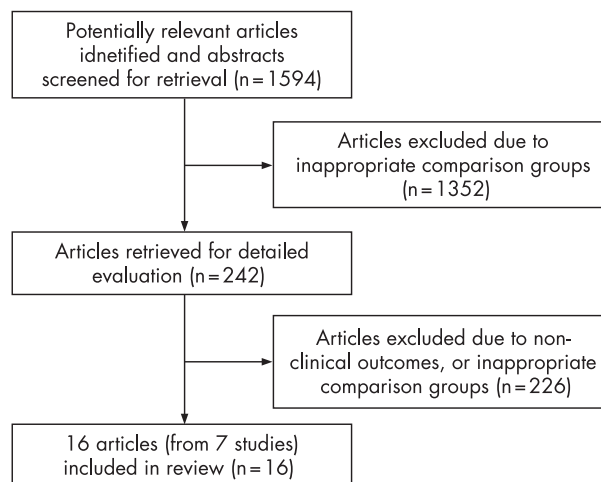 Potentially relevant articles
idnetified and abstracts
screened for retrieval (n = 1594)
Articles excluded due to
inappropriate comparison groups
(n = 1352)
Articles retrieved for detailed
evaluation (n = 242)
Articles excluded due to non-
clinical outcomes, or inappropriate
comparison groups (n = 226)
16 articles (from 7 studies)
included in review (n = 16)